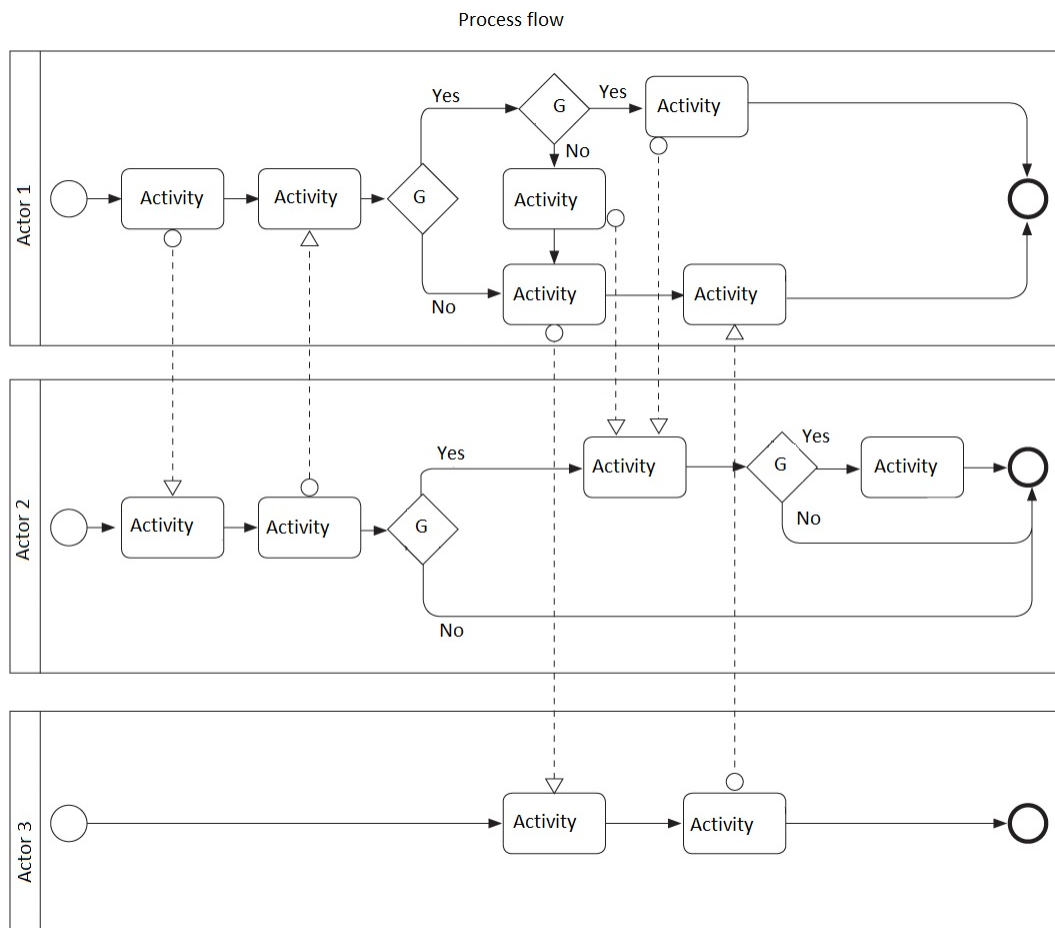 Process flow
Actor 1
Yes
G
Yes
Activity
No
Activity
Activity
G
Activity
No
Activity
Activity
Actor 2
Yes
Activity
G
Yes
Activity
No
Activity
Activity
G
No
Actor 3
Activity
Activity